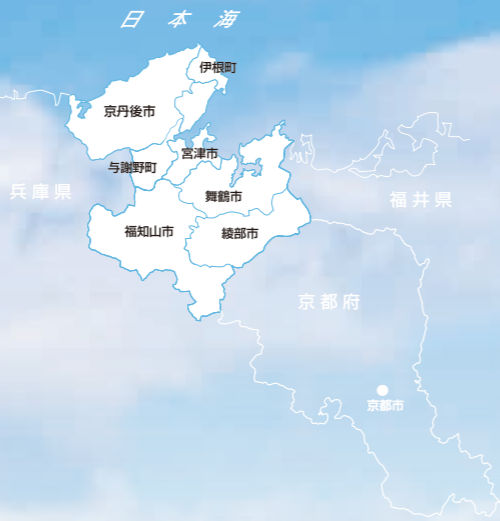 日本海
伊根町
京丹後市
宮津市
与謝野町
兵庫県
舞鶴市
福井県
福知山市
綾部市
京都府
京都市